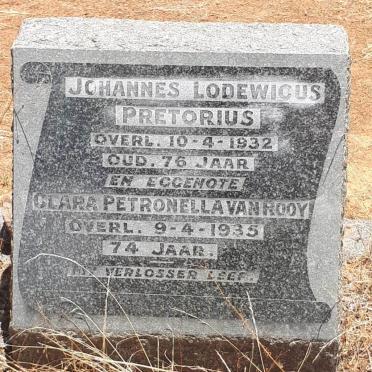 JOHANNES LODEWICUS
PRETORIUS
OVERL. 10-4-1932
OUD. 76 JAAR
EN EGGENOTE
CLARA PETRONELLA VAN ROOY
OVERL. 9-4-1935
74 JAAR.
MY VERLOSSER LEEF.